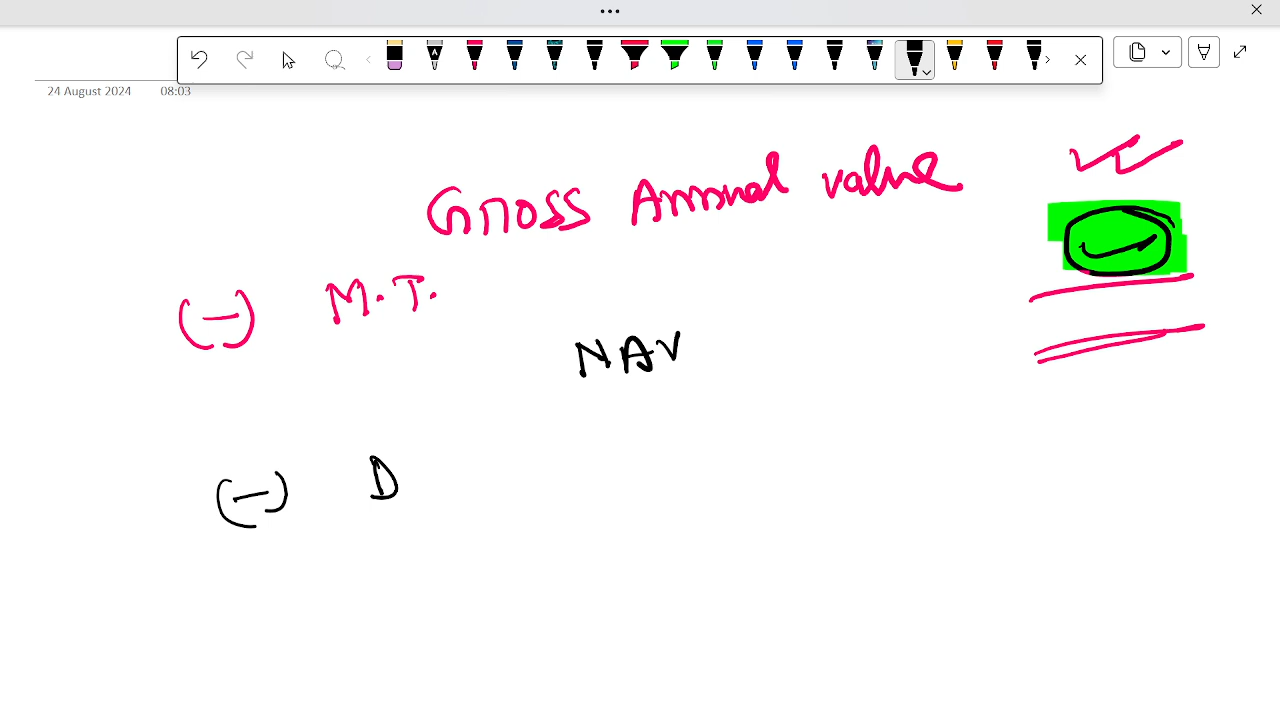 24 August 2024 08:03
Gross Annual value
(-) M.T.
NAV
(-) D